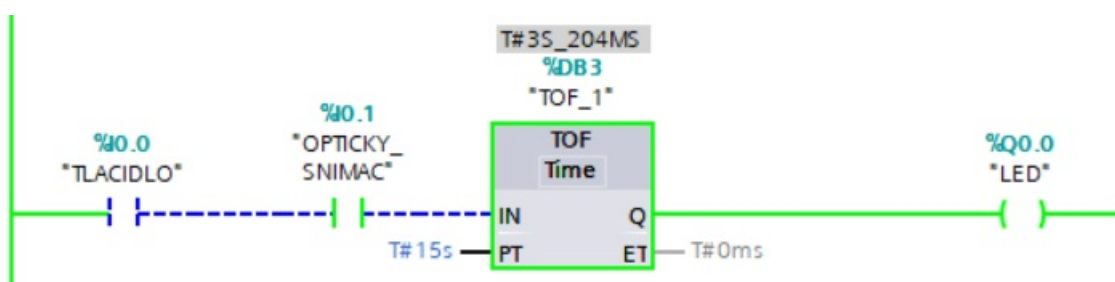 T#3S_204MS
%DB3
"TOF_1"
%I0.0
"TLACIDLO"
%I0.1
"OPTICKY_
SNIMAC"
TOF
Time
IN
Q
T#15s
PT
ET
T#0ms
%Q0.0
"LED"